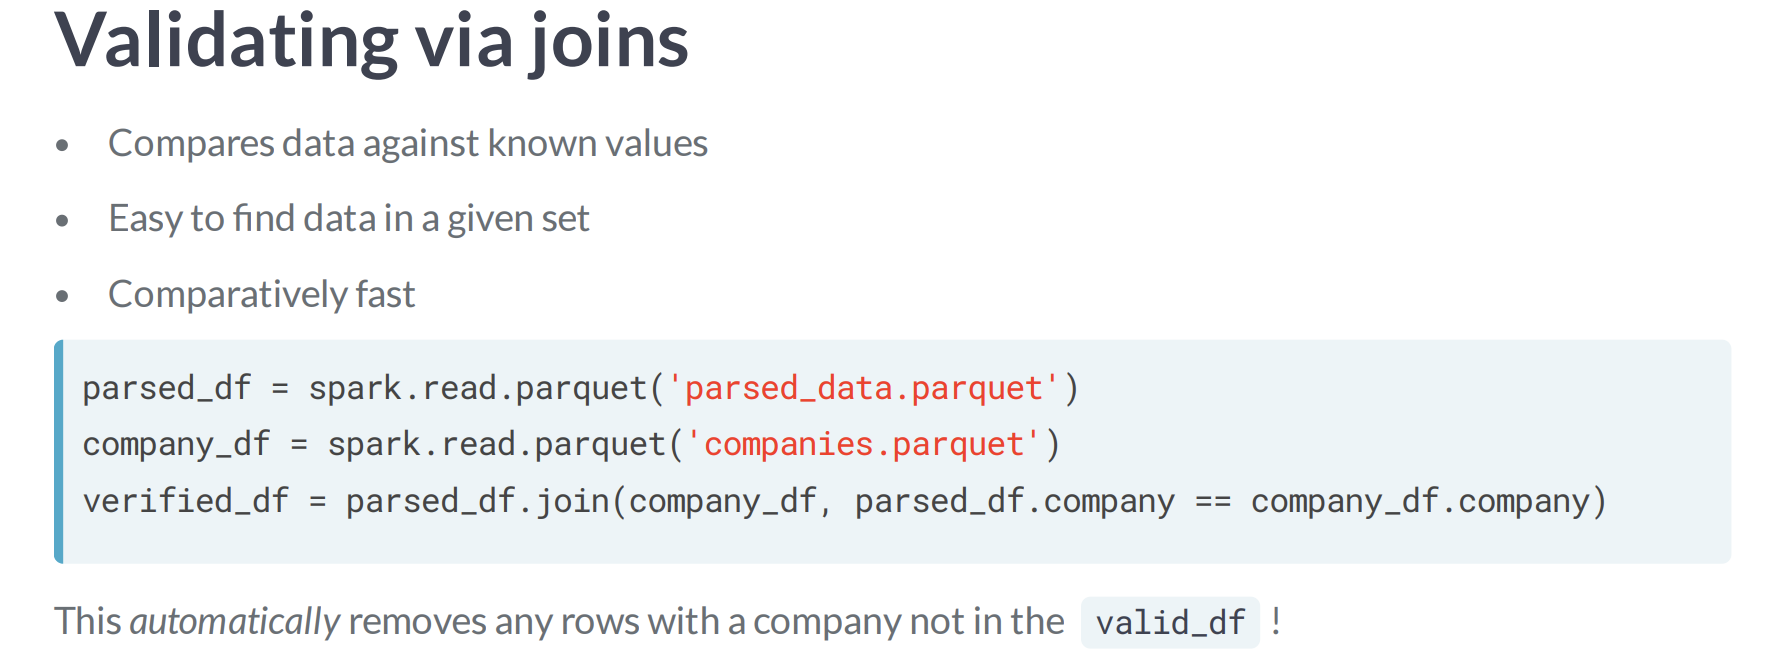 Validating via joins
• Compares data against known values
• Easy to find data in a given set
• Comparatively fast
parsed_df = spark.read.parquet('parsed_data.parquet')
company_df = spark.read.parquet('companies.parquet')
verified_df = parsed_df.join(company_df, parsed_df.company == company_df.company)
This automatically removes any rows with a company not in the valid_df !